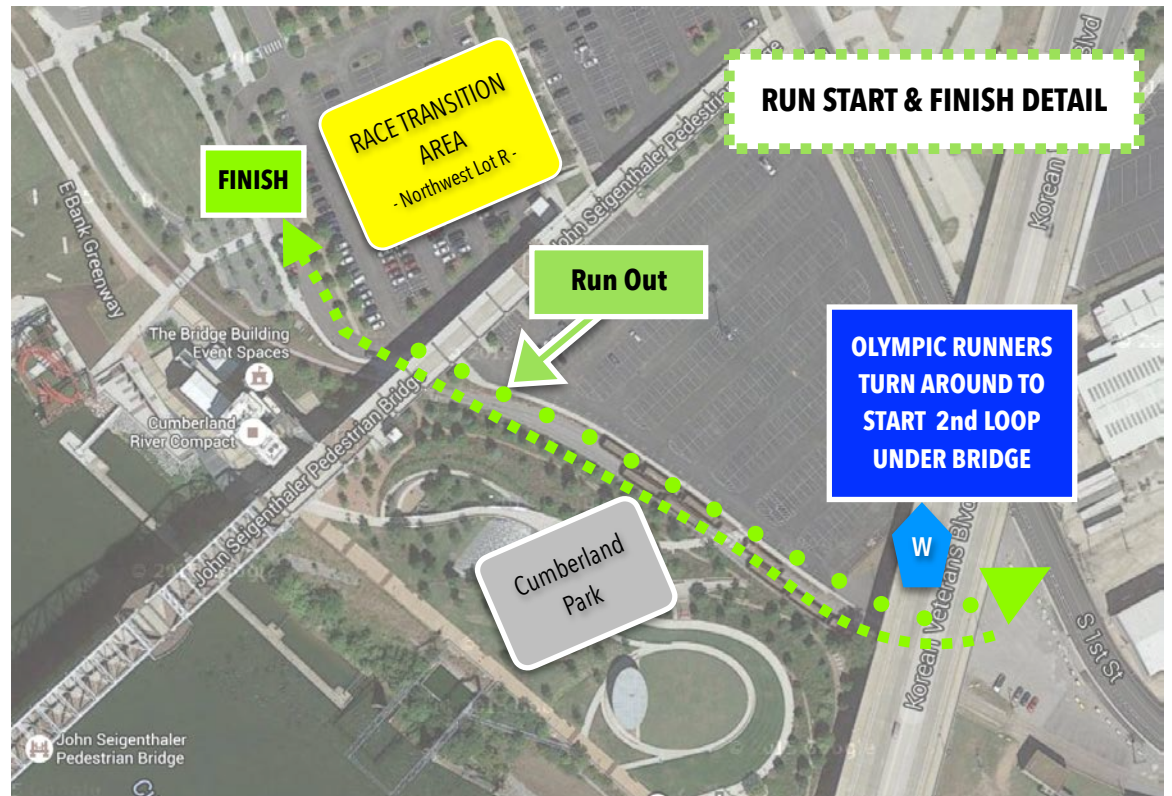 RUN START & FINISH DETAIL
RACE TRANSITION
AREA
- Northwest Lot R -
FINISH
E Bank Greenway
John Seigenthaler Pedestrian
Korean
Blvd
Run Out
The Bridge Building
Event Spaces
Cumberland
River Compact
John Seigenthaler Pedestrian Bridge
OLYMPIC RUNNERS
TURN AROUND TO
START 2nd LOOP
UNDER BRIDGE
W
Cumberland
Park
Korean Veterans Blvd
S 1st St
John Seigenthaler
Pedestrian Bridge